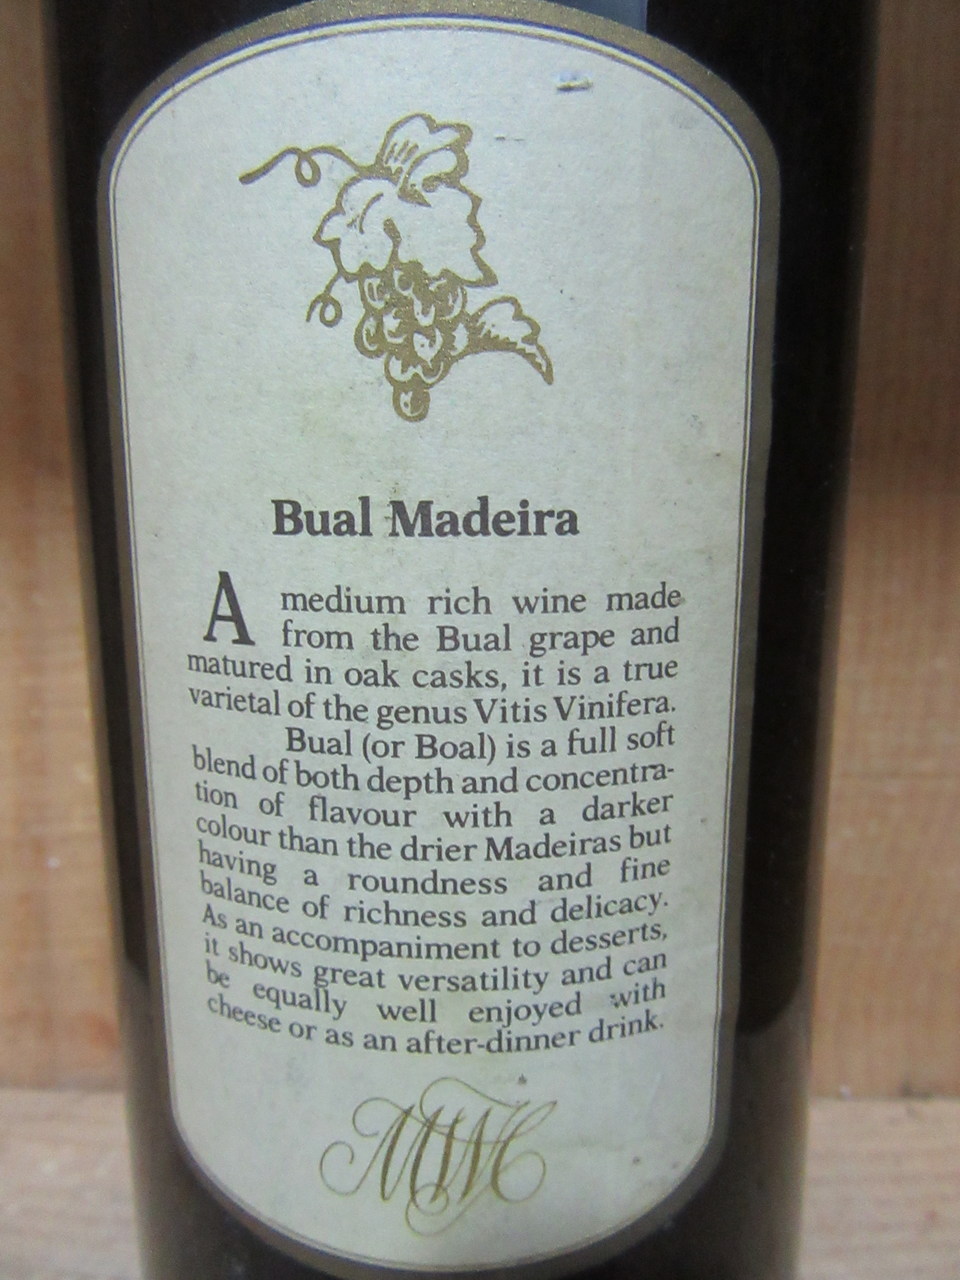 Bual Madeira
A medium rich wine made
from the Bual grape and
matured in oak casks, it is a true
varietal of the genus Vitis Vinifera.
Bual (or Boal) is a full soft
blend of both depth and concentra-
tion of flavour with a darker
colour than the drier Madeiras but
having a roundness and fine
balance of richness and delicacy.
As an accompaniment to desserts,
it shows great versatility and can
be equally well enjoyed with
cheese or as an after-dinner drink.